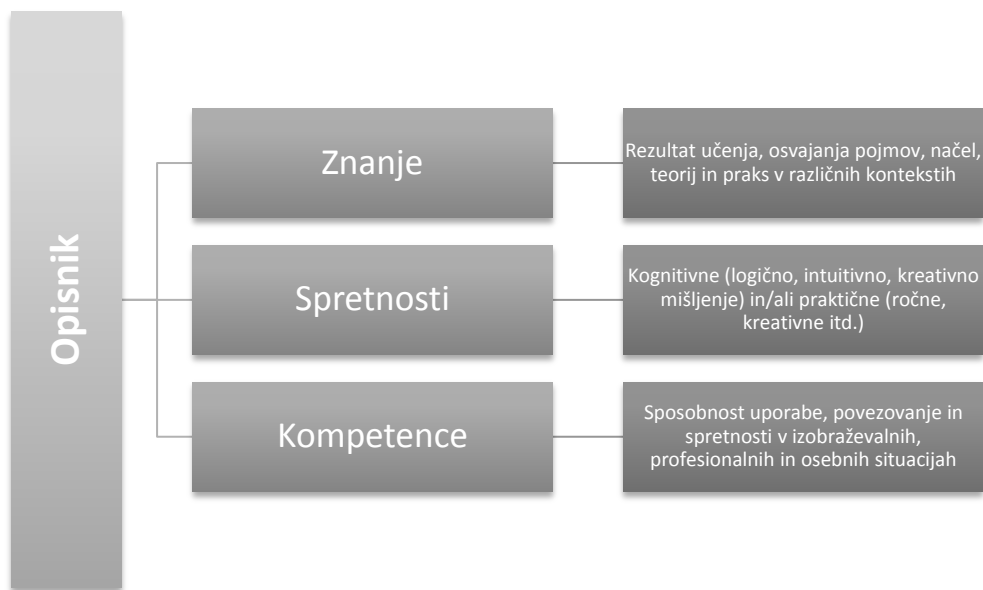 Opisnik
Znanje
Rezultat učenja, osvajanja pojmov, načel,
teorij in praks v različnih kontekstih
Spretnosti
Kognitivne (logično, intuitivno, kreativno
mišljenje) in/ali praktične (ročne,
kreativne itd.)
Kompetence
Sposobnost uporabe, povezovanje in
spretnosti v izobraževalnih,
profesionalnih in osebnih situacijah